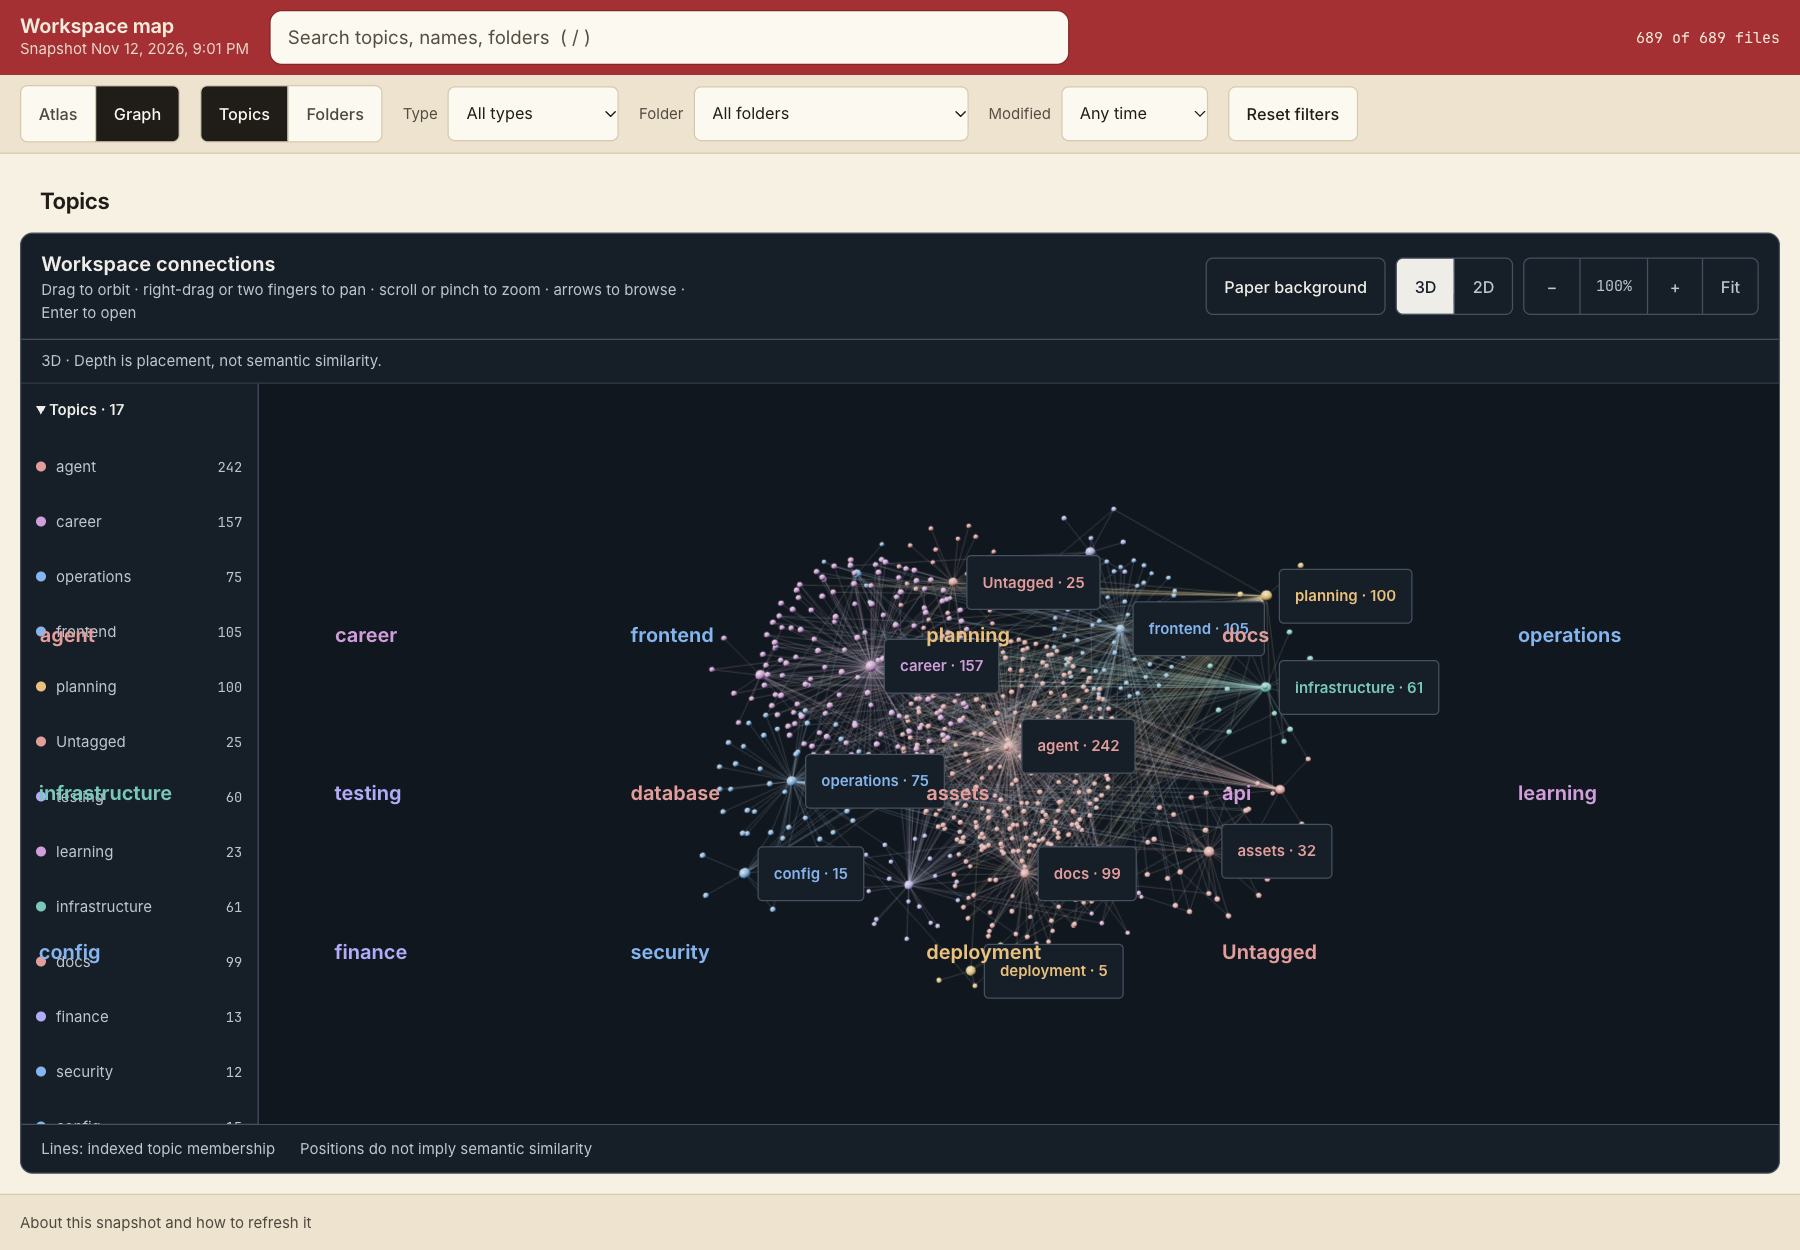 Workspace map
Snapshot Nov 12, 2026, 9:01 PM
Search topics, names, folders ( / )
689 of 689 files
Atlas
Graph
Topics
Folders
Type
All types
Folder
All folders
Modified
Any time
Reset filters
Topics
Workspace connections
Drag to orbit · right-drag or two fingers to pan · scroll or pinch to zoom · arrows to browse ·
Enter to open
Paper background
3D
2D
−
100%
+
Fit
3D · Depth is placement, not semantic similarity.
▼ Topics · 17
agent 242
career 157
operations 75
frontend 105
planning 100
Untagged 25
testing 60
learning 23
infrastructure 61
docs 99
finance 13
security 12
config 15
agent
career
frontend
planning
docs
operations
infrastructure
testing
database
assets
api
learning
config
finance
security
deployment
Untagged
Untagged · 25
planning · 100
frontend · 105
career · 157
infrastructure · 61
agent · 242
operations · 75
assets · 32
config · 15
docs · 99
deployment · 5
Lines: indexed topic membership
Positions do not imply semantic similarity
About this snapshot and how to refresh it